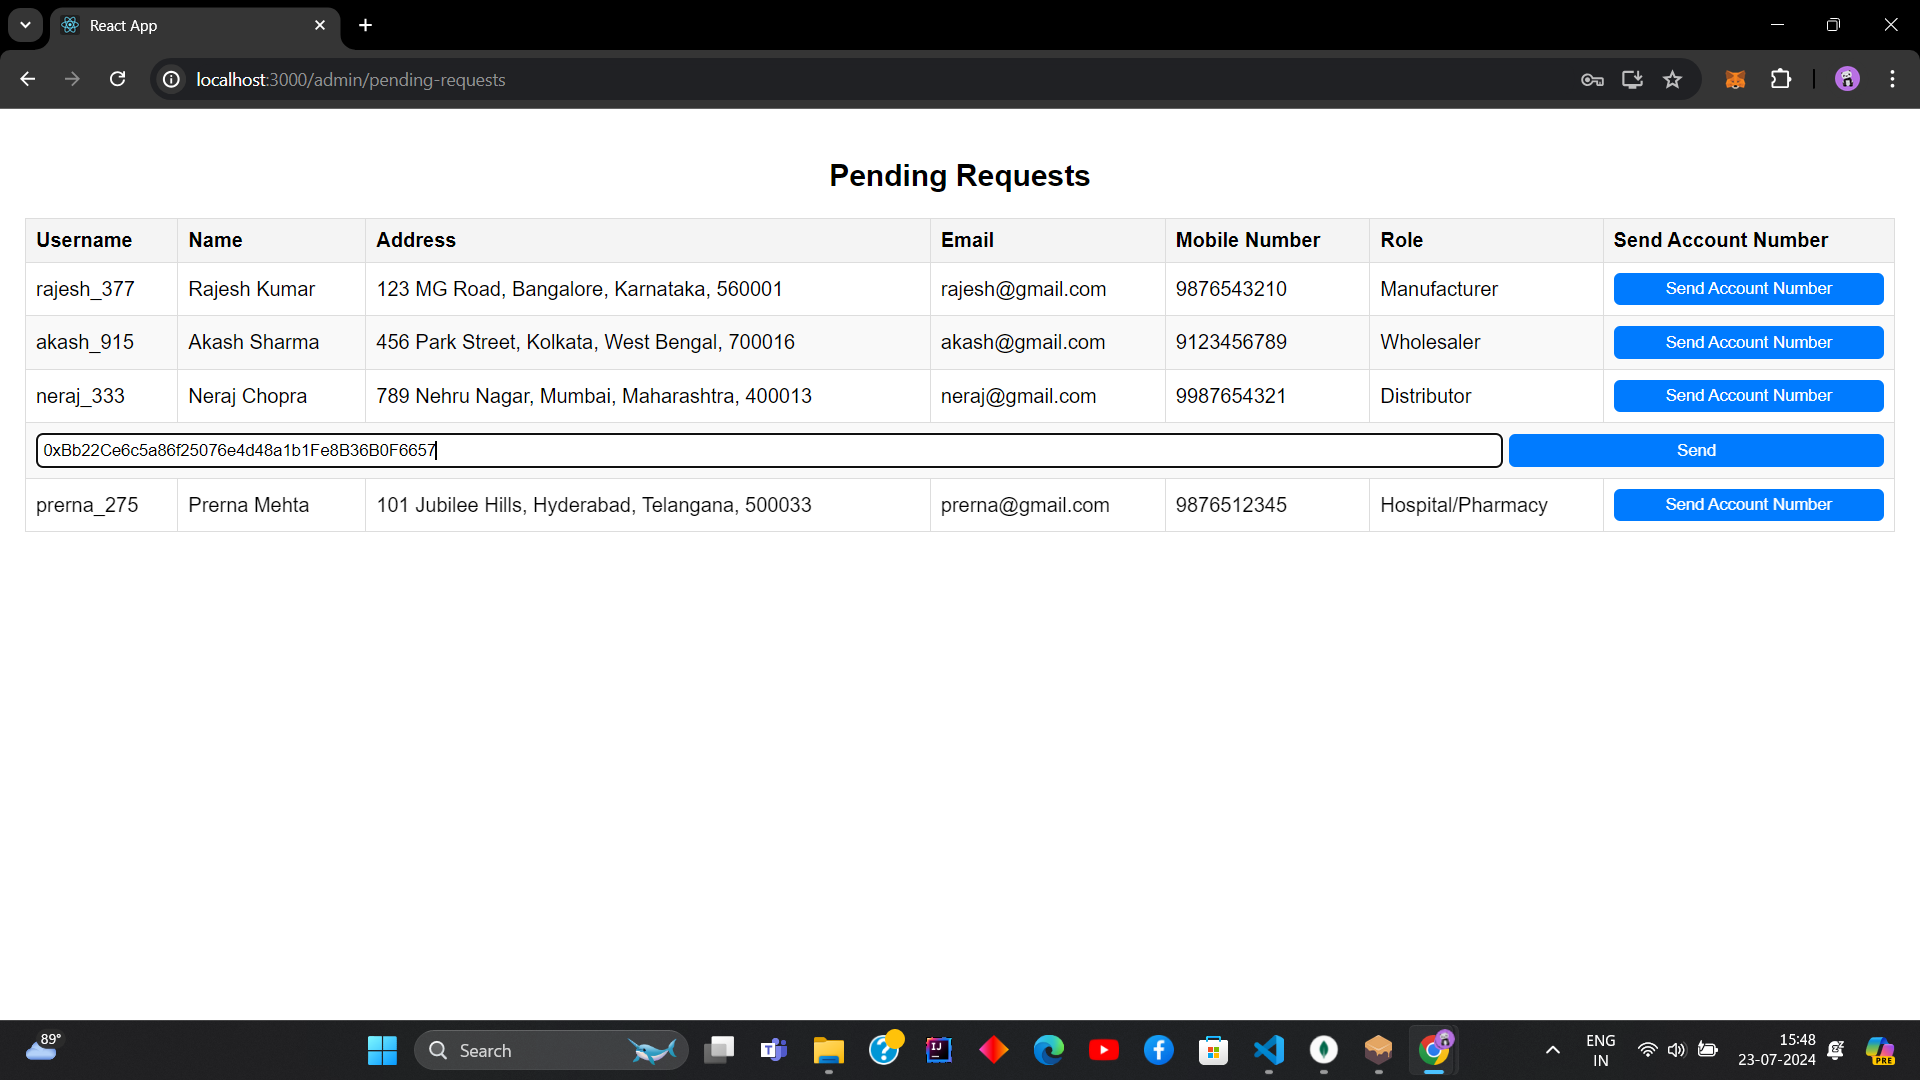 React App
localhost:3000/admin/pending-requests
Pending Requests
Username Name Address Email Mobile Number Role Send Account Number
rajesh_377 Rajesh Kumar 123 MG Road, Bangalore, Karnataka, 560001 rajesh@gmail.com 9876543210 Manufacturer Send Account Number
akash_915 Akash Sharma 456 Park Street, Kolkata, West Bengal, 700016 akash@gmail.com 9123456789 Wholesaler Send Account Number
neraj_333 Neraj Chopra 789 Nehru Nagar, Mumbai, Maharashtra, 400013 neraj@gmail.com 9987654321 Distributor Send Account Number
0xBb22Ce6c5a86f25076e4d48a1b1Fe8B36B0F6657 Send
prerna_275 Prerna Mehta 101 Jubilee Hills, Hyderabad, Telangana, 500033 prerna@gmail.com 9876512345 Hospital/Pharmacy Send Account Number
89° Search ENG 15:48
IN 23-07-2024 PRE